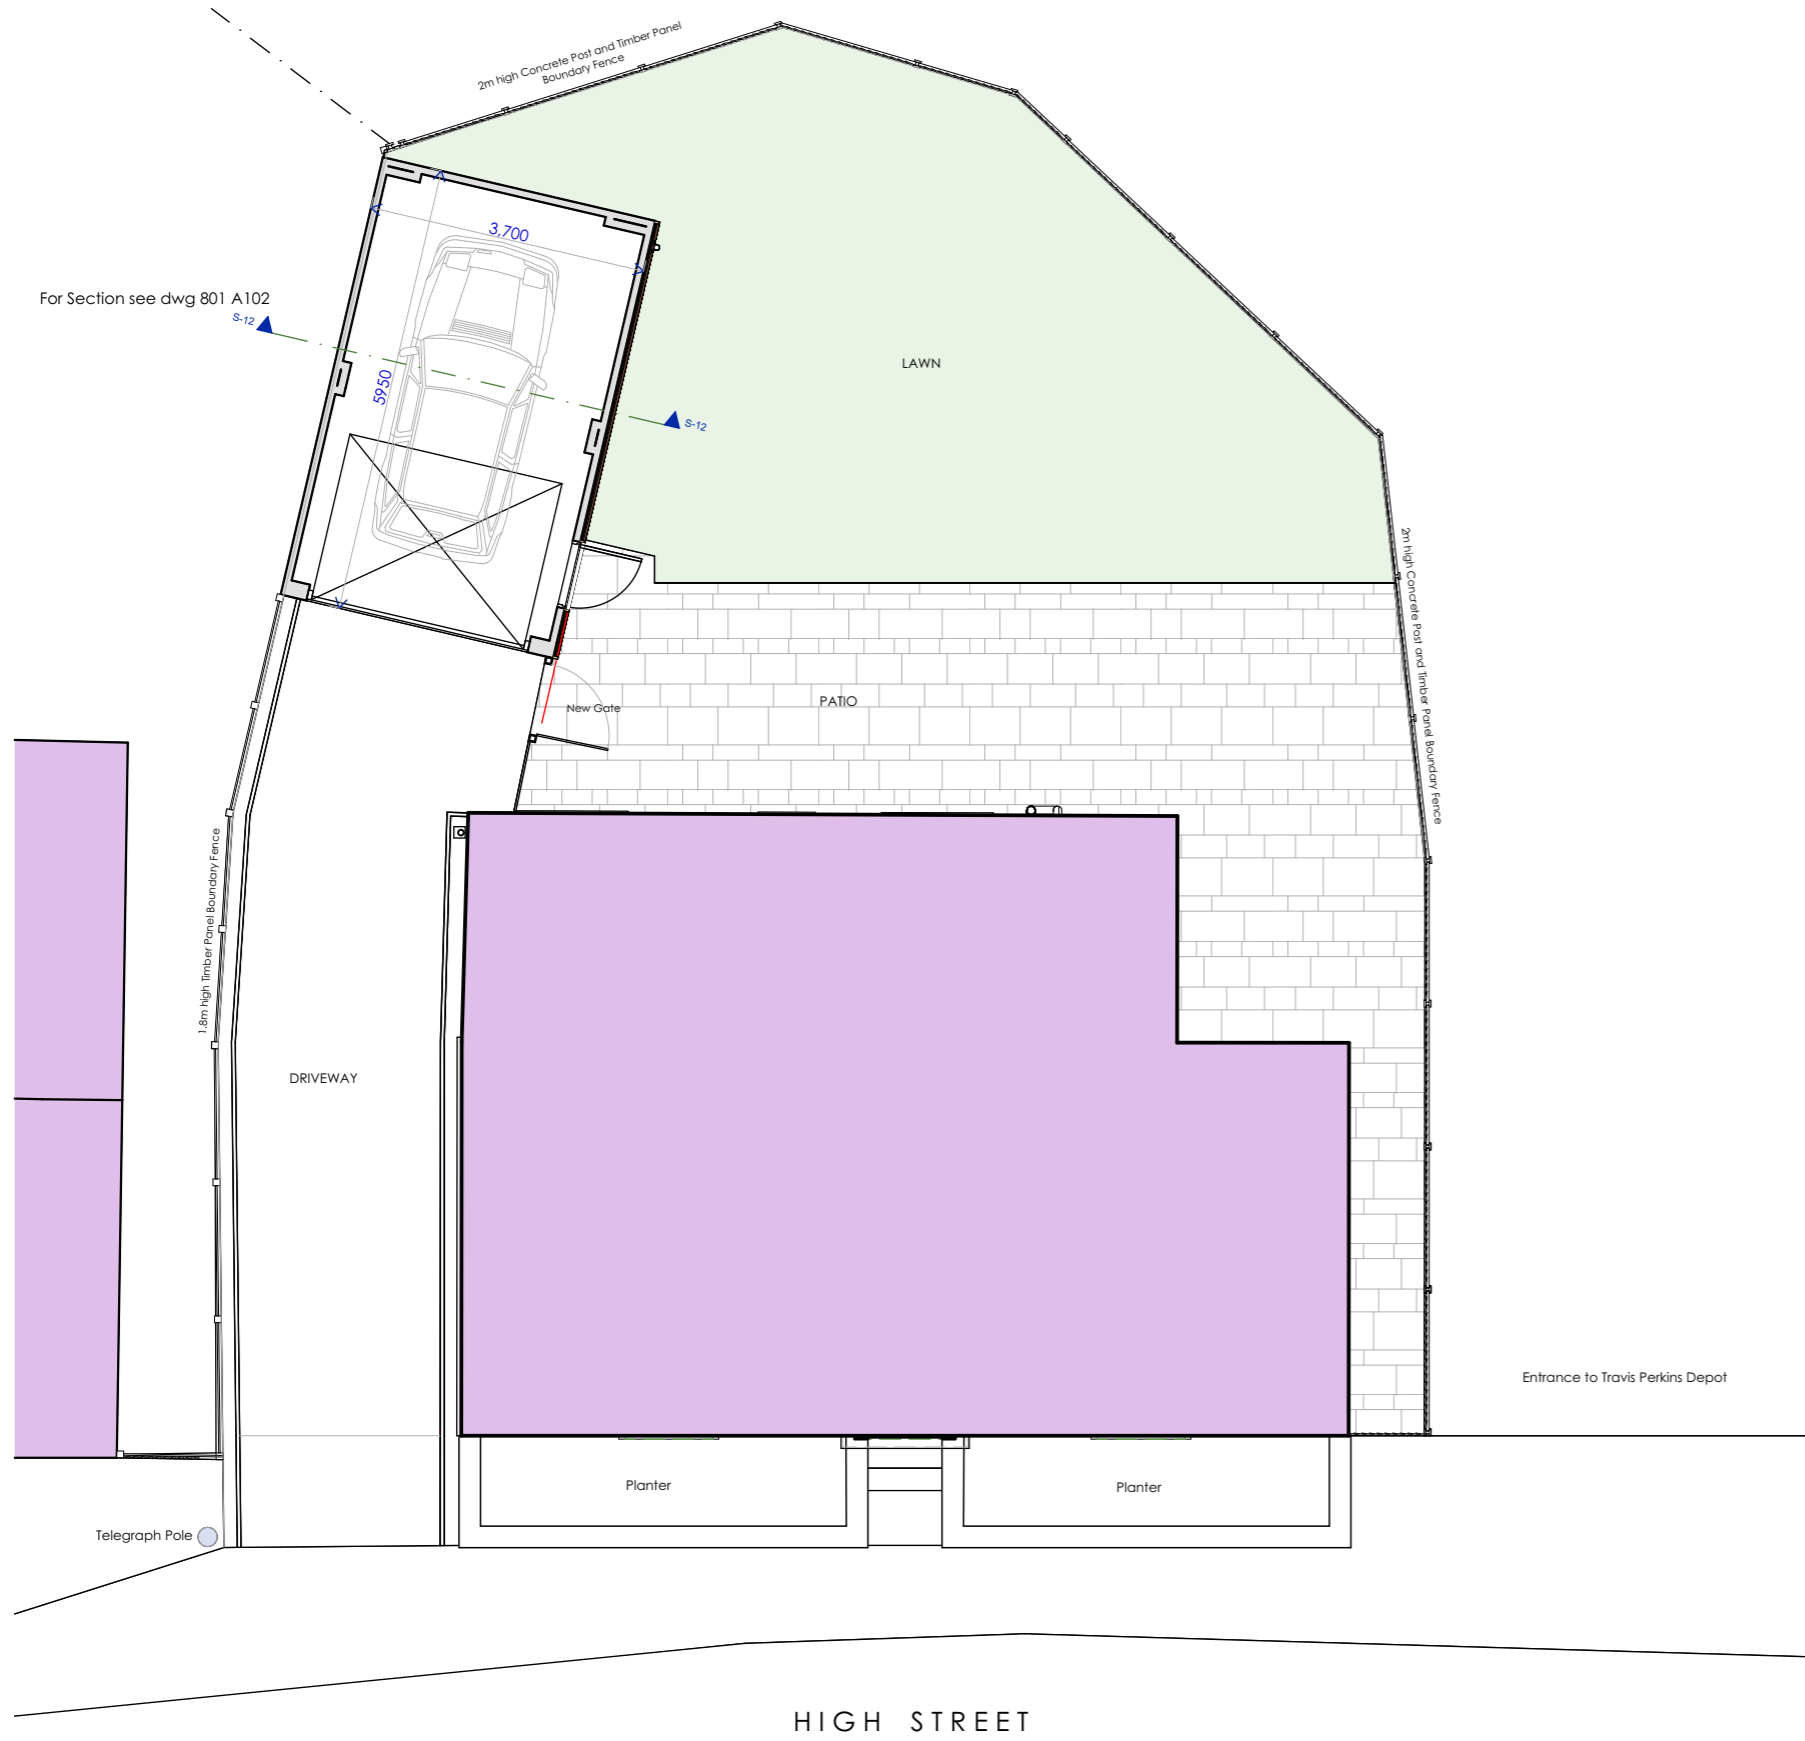 2m high Concrete Post and Timber Panel
Boundary Fence
3,700
For Section see dwg 801 A102
S-12
5950
LAWN
S-12
2m high Concrete Post and Timber Panel Boundary Fence
PATIO
New Gate
1.8m high Timber Panel Boundary Fence
DRIVEWAY
Entrance to Travis Perkins Depot
Planter
Planter
Telegraph Pole
HIGH STREET